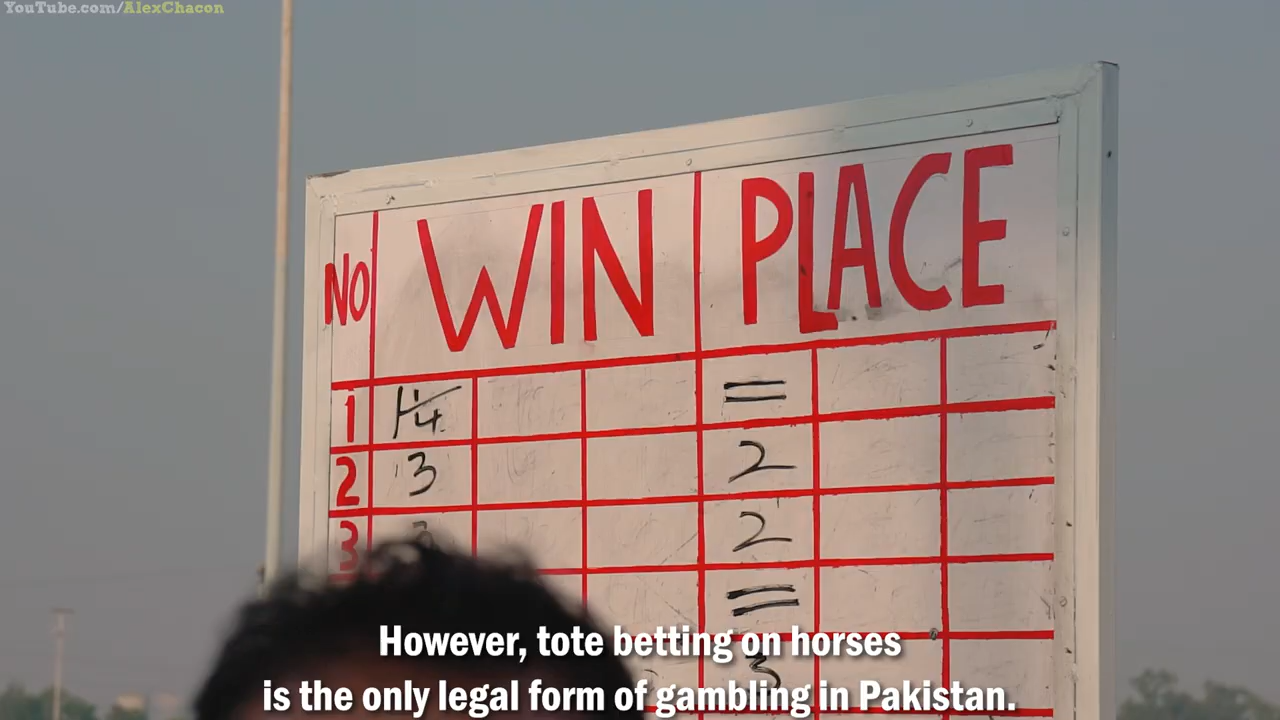 YouTube.com/AlexChacon
NO WIN PLACE
1 1/4 =
2 3 2
3 2
=
3
However, tote betting on horses
is the only legal form of gambling in Pakistan.